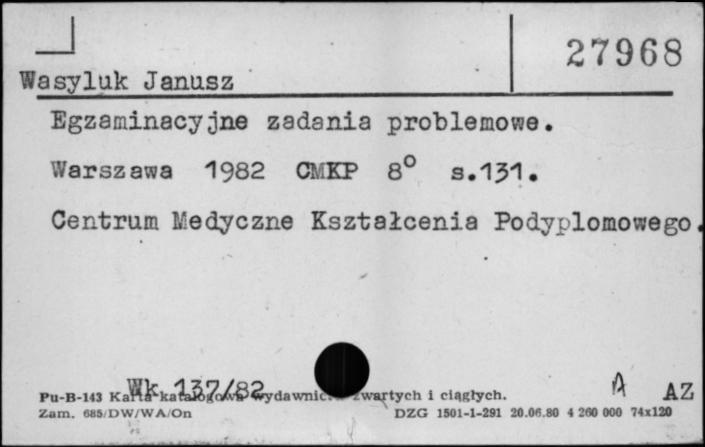 27968
Wasyluk Janusz
Egzaminacyjne zadania problemowe.
Warszawa 1982 CMKP 8° s.131.
Centrum Medyczne Kształcenia Podyplomowego.
Wk 137/82
Pu-B-143 Karta katalogowa wydawnic. zwartych i ciągłych.
A AZ
Zam. 685/DW/WA/On DZG 1501-1-291 20.06.80 4 260 000 74x120